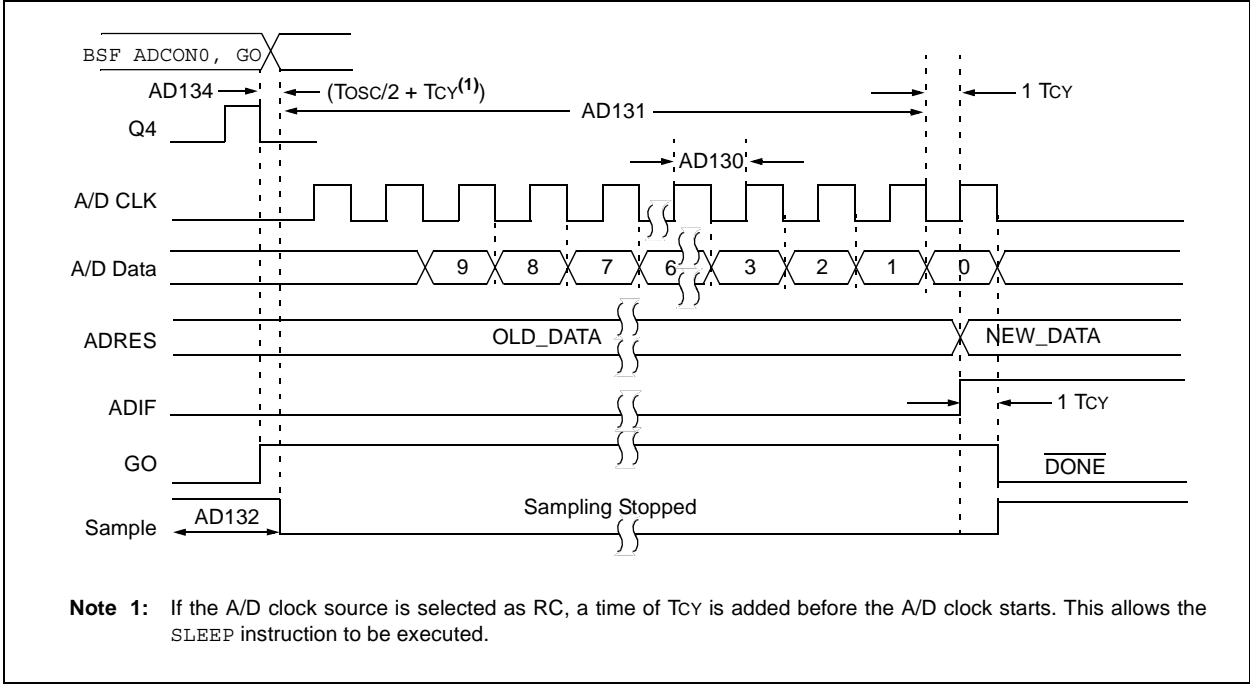 BSF ADCON0, GO
AD134
(TOSC/2 + TCY(1))
1 TCY
AD131
Q4
AD130
A/D CLK
A/D Data
9 8 7 6 3 2 1 0
ADRES
OLD_DATA
NEW_DATA
ADIF
1 TCY
GO
DONE
Sample
AD132
Sampling Stopped
Note 1: If the A/D clock source is selected as RC, a time of TCY is added before the A/D clock starts. This allows the
SLEEP instruction to be executed.